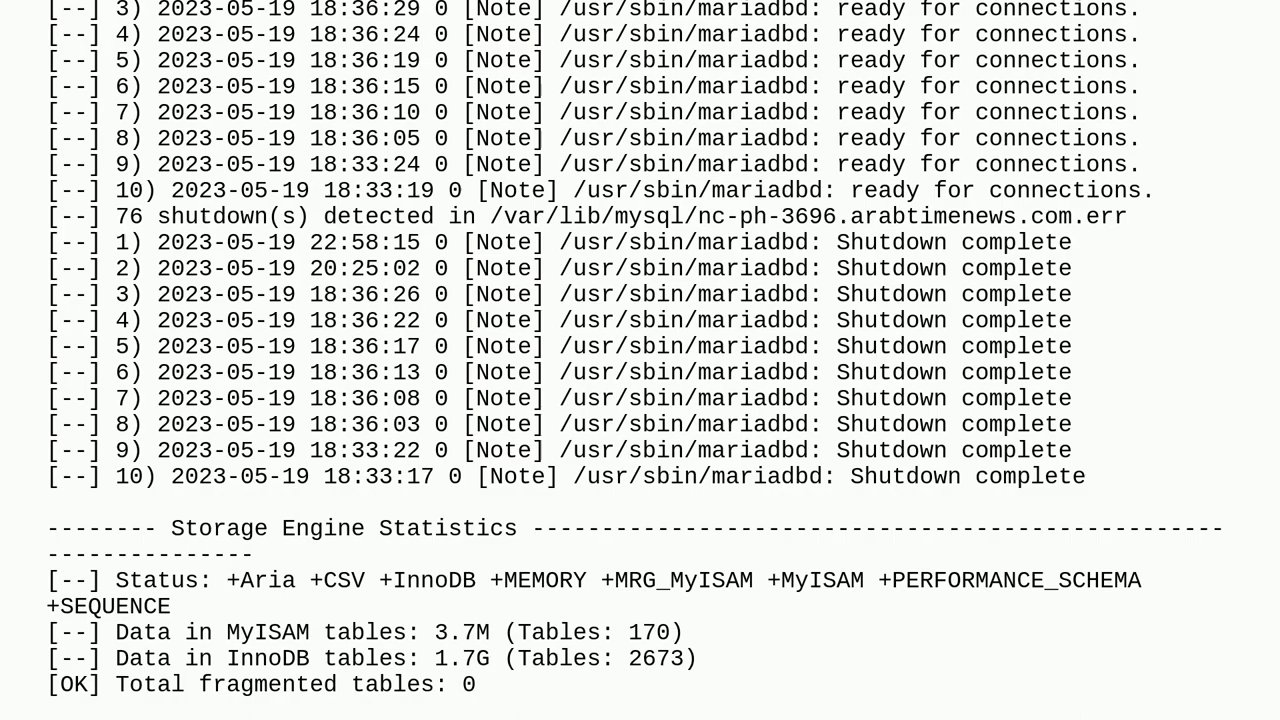 [--] 3) 2023-05-19 18:36:29 0 [Note] /usr/sbin/mariadbd: ready for connections.
[--] 4) 2023-05-19 18:36:24 0 [Note] /usr/sbin/mariadbd: ready for connections.
[--] 5) 2023-05-19 18:36:19 0 [Note] /usr/sbin/mariadbd: ready for connections.
[--] 6) 2023-05-19 18:36:15 0 [Note] /usr/sbin/mariadbd: ready for connections.
[--] 7) 2023-05-19 18:36:10 0 [Note] /usr/sbin/mariadbd: ready for connections.
[--] 8) 2023-05-19 18:36:05 0 [Note] /usr/sbin/mariadbd: ready for connections.
[--] 9) 2023-05-19 18:33:24 0 [Note] /usr/sbin/mariadbd: ready for connections.
[--] 10) 2023-05-19 18:33:19 0 [Note] /usr/sbin/mariadbd: ready for connections.
[--] 76 shutdown(s) detected in /var/lib/mysql/nc-ph-3696.arabtimenews.com.err
[--] 1) 2023-05-19 22:58:15 0 [Note] /usr/sbin/mariadbd: Shutdown complete
[--] 2) 2023-05-19 20:25:02 0 [Note] /usr/sbin/mariadbd: Shutdown complete
[--] 3) 2023-05-19 18:36:26 0 [Note] /usr/sbin/mariadbd: Shutdown complete
[--] 4) 2023-05-19 18:36:22 0 [Note] /usr/sbin/mariadbd: Shutdown complete
[--] 5) 2023-05-19 18:36:17 0 [Note] /usr/sbin/mariadbd: Shutdown complete
[--] 6) 2023-05-19 18:36:13 0 [Note] /usr/sbin/mariadbd: Shutdown complete
[--] 7) 2023-05-19 18:36:08 0 [Note] /usr/sbin/mariadbd: Shutdown complete
[--] 8) 2023-05-19 18:36:03 0 [Note] /usr/sbin/mariadbd: Shutdown complete
[--] 9) 2023-05-19 18:33:22 0 [Note] /usr/sbin/mariadbd: Shutdown complete
[--] 10) 2023-05-19 18:33:17 0 [Note] /usr/sbin/mariadbd: Shutdown complete
-------- Storage Engine Statistics --------------------------------------------------
---------------
[--] Status: +Aria +CSV +InnoDB +MEMORY +MRG_MyISAM +MyISAM +PERFORMANCE_SCHEMA
+SEQUENCE
[--] Data in MyISAM tables: 3.7M (Tables: 170)
[--] Data in InnoDB tables: 1.7G (Tables: 2673)
[OK] Total fragmented tables: 0